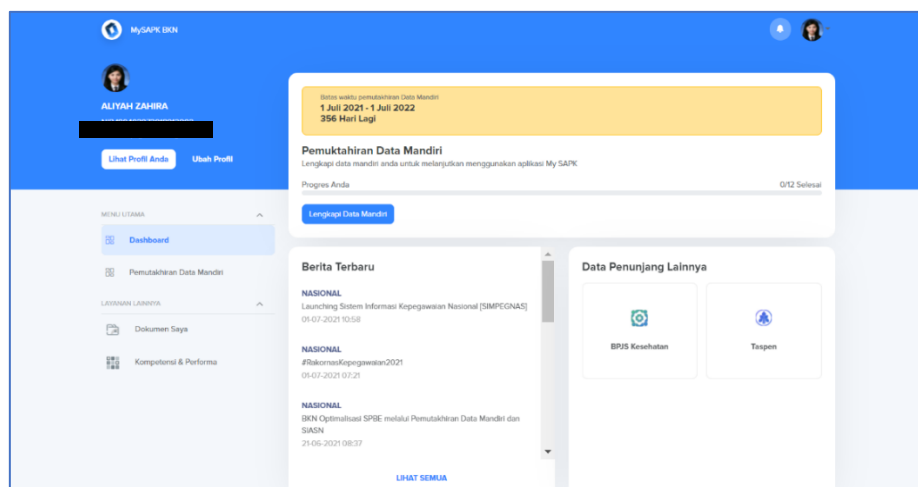 MySAPK BKN
ALIYAH ZAHIRA
Lihat Profil Anda
Ubah Profil
MENU UTAMA
Dashboard
Pemutakhiran Data Mandiri
LAYANAN LAINNYA
Dokumen Saya
Kompetensi & Performa
Batas waktu pemutakhiran Data Mandiri
1 Juli 2021 - 1 Juli 2022
356 Hari Lagi
Pemuktahiran Data Mandiri
Lengkapi data mandiri anda untuk melanjutkan menggunakan aplikasi My SAPK
Progres Anda
0/12 Selesai
Lengkapi Data Mandiri
Berita Terbaru
NASIONAL
Launching Sistem Informasi Kepegawaian Nasional [SIMPEGNAS]
01-07-2021 10:58
NASIONAL
#RakornasKepegawaian2021
01-07-2021 07:21
NASIONAL
BKN Optimalisasi SPBE melalui Pemutakhiran Data Mandiri dan
SIASN
21-06-2021 08:37
LIHAT SEMUA
Data Penunjang Lainnya
BPJS Kesehatan
Taspen